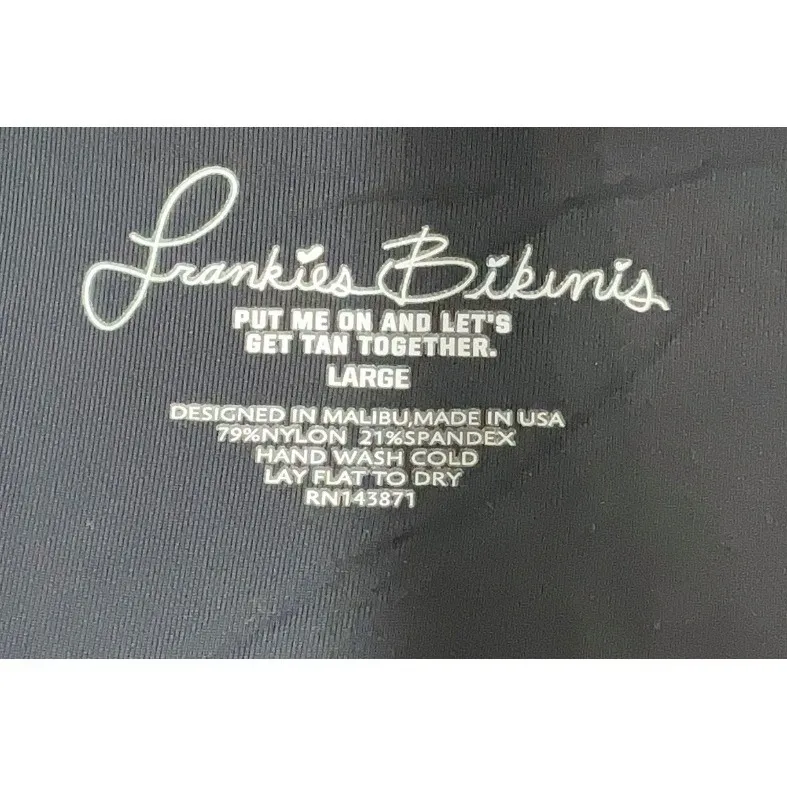 Frankies Bikinis
PUT ME ON AND LET'S
GET TAN TOGETHER.
LARGE
DESIGNED IN MALIBU,MADE IN USA
79%NYLON 21%SPANDEX
HAND WASH COLD
LAY FLAT TO DRY
RN143871